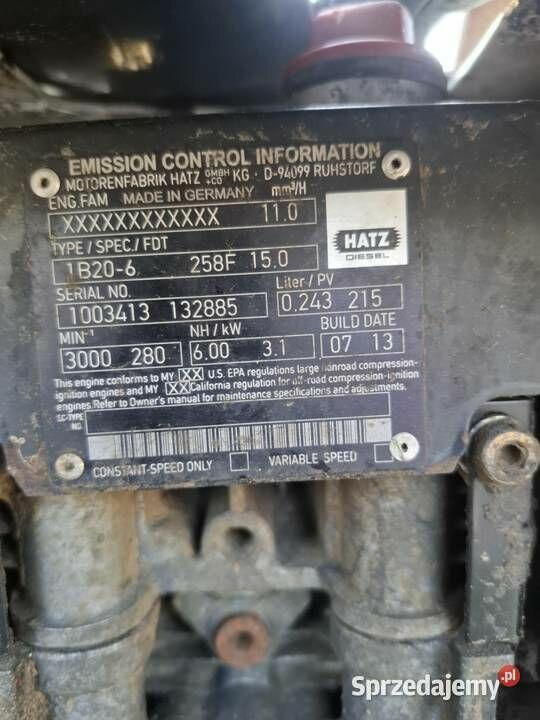 EMISSION CONTROL INFORMATION
MOTORENFABRIK HATZ GMBH +CO KG · D-94099 RUHSTORF
ENG.FAM MADE IN GERMANY mm³/H
XXXXXXXXXXXX 11.0
HATZ
DIESEL
TYPE / SPEC / FDT
1B20-6 258F 15.0
SERIAL NO. Liter / PV
1003413 132885 0.243 215
MIN-1 NH / kW BUILD DATE
3000 280 6.00 3.1 07 13
This engine conforms to MY XX U.S. EPA regulations large nonroad compression-
ignition engines and MY XX California regulation for off-road compression-ignition
engines. Refer to Owner's manual for maintenance specifications and adjustments.
EC-TYPE
NO.
CONSTANT-SPEED ONLY VARIABLE SPEED
Sprzedajemy.pl